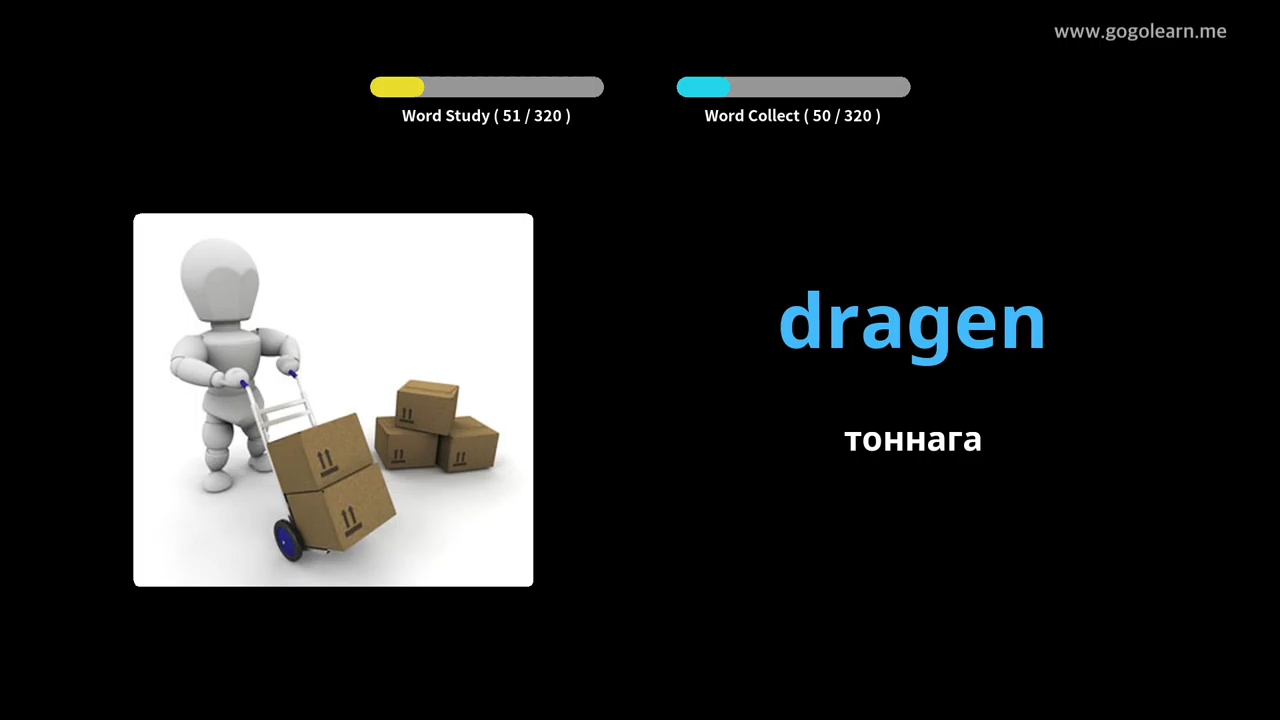 www.gogolearn.me
Word Study ( 51 / 320 )
Word Collect ( 50 / 320 )
dragen
тоннага